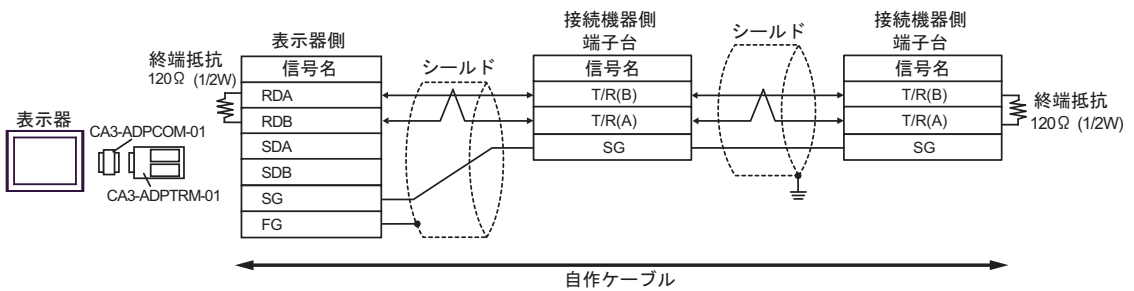 表示器
CA3-ADPCOM-01
CA3-ADPTRM-01
終端抵抗
120Ω (1/2W)
表示器側
信号名
RDA
RDB
SDA
SDB
SG
FG
シールド
接続機器側
端子台
信号名
T/R(B)
T/R(A)
SG
シールド
接続機器側
端子台
信号名
T/R(B)
T/R(A)
SG
終端抵抗
120Ω (1/2W)
自作ケーブル